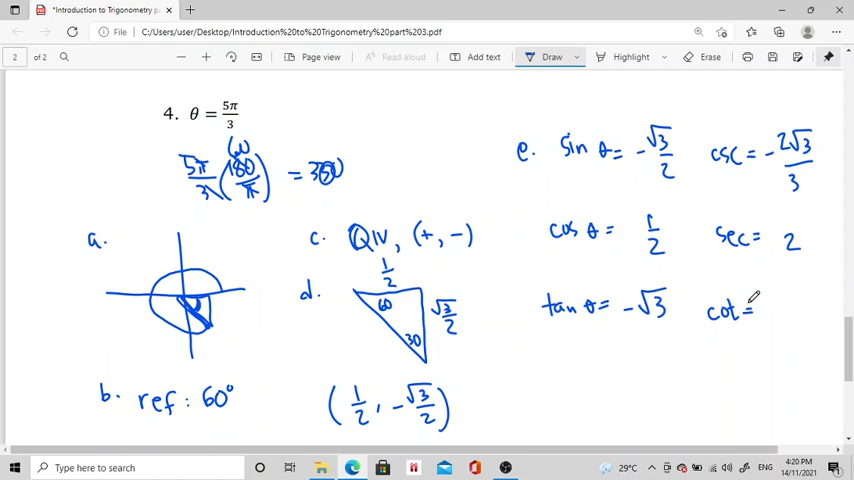 *Introduction to Trigonometry pa
File C:/Users/user/Desktop/Introduction%20to%20Trigonometry%20part%203.pdf
2 of 2 Page view Read aloud Add text Draw Highlight Erase
4. θ = 5π/3
5π/3 (180/π) = 300
60
a.
b. ref : 60°
c. QIV, (+, -)
d. 1/2
60
30
√3/2
(1/2, -√3/2)
e. sin θ = -√3/2 csc = -2√3/3
cos θ = 1/2 sec = 2
tan θ = -√3 cot =
Type here to search
29°C ENG 4:20 PM
14/11/2021